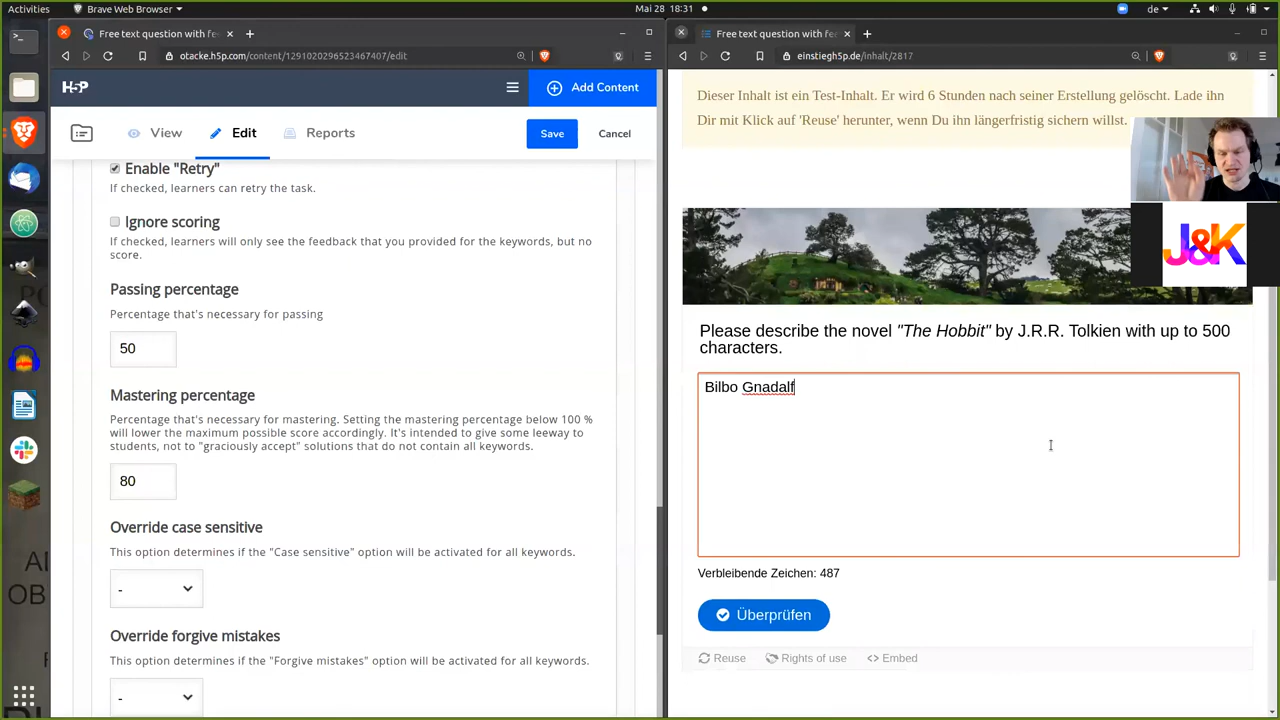 Activities
Brave Web Browser
Mai 28 18:31
de
Free text question with fe
otacke.h5p.com/content/1291020296523467407/edit
H5P
Add Content
View
Edit
Reports
Save
Cancel
Enable "Retry"
If checked, learners can retry the task.
Ignore scoring
If checked, learners will only see the feedback that you provided for the keywords, but no
score.
Passing percentage
Percentage that's necessary for passing
50
Mastering percentage
Percentage that's necessary for mastering. Setting the mastering percentage below 100 %
will lower the maximum possible score accordingly. It's intended to give some leeway to
students, not to "graciously accept" solutions that do not contain all keywords.
80
Override case sensitive
This option determines if the "Case sensitive" option will be activated for all keywords.
-
Override forgive mistakes
This option determines if the "Forgive mistakes" option will be activated for all keywords.
-
Free text question with fee
einstiegh5p.de/inhalt/2817
Dieser Inhalt ist ein Test-Inhalt. Er wird 6 Stunden nach seiner Erstellung gelöscht. Lade ihn
Dir mit Klick auf 'Reuse' herunter, wenn Du ihn längerfristig sichern willst.
J&K
Please describe the novel "The Hobbit" by J.R.R. Tolkien with up to 500
characters.
Bilbo Gnadalf
Verbleibende Zeichen: 487
Überprüfen
Reuse
Rights of use
<> Embed